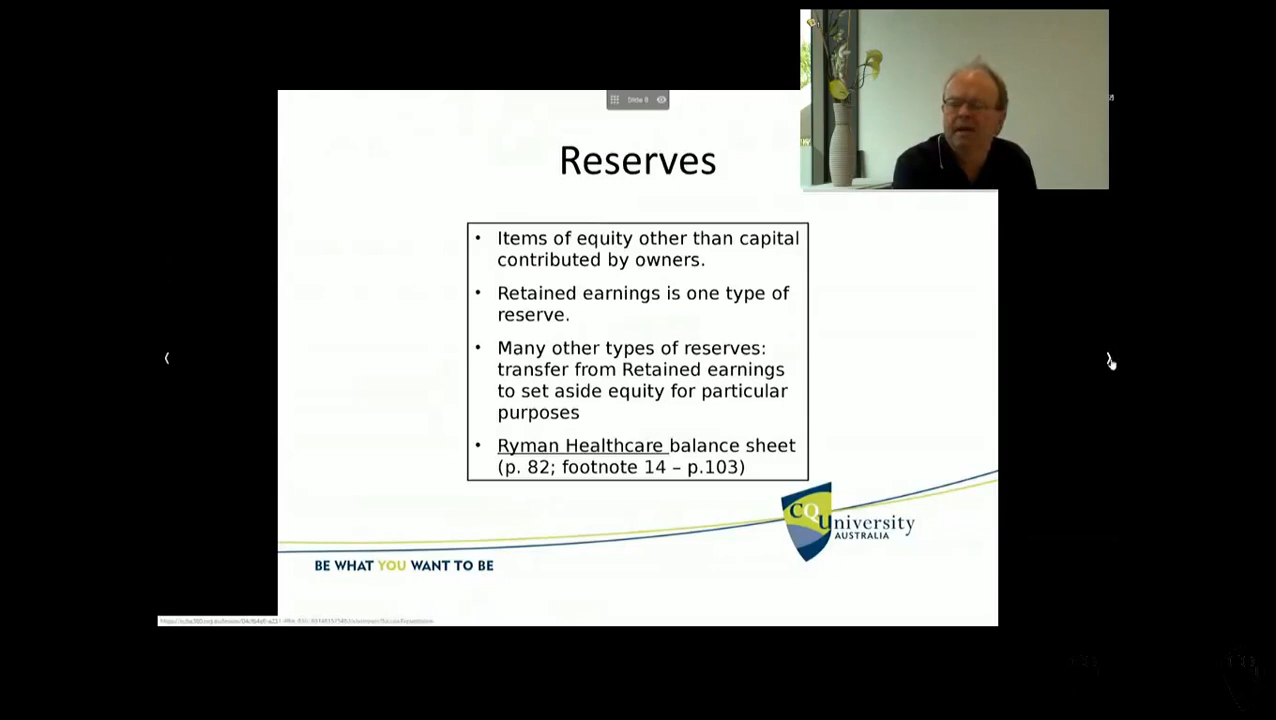 Slide 8
Reserves
• Items of equity other than capital
contributed by owners.
• Retained earnings is one type of
reserve.
• Many other types of reserves:
transfer from Retained earnings
to set aside equity for particular
purposes
• Ryman Healthcare balance sheet
(p. 82; footnote 14 – p.103)
CQUniversity
AUSTRALIA
BE WHAT YOU WANT TO BE